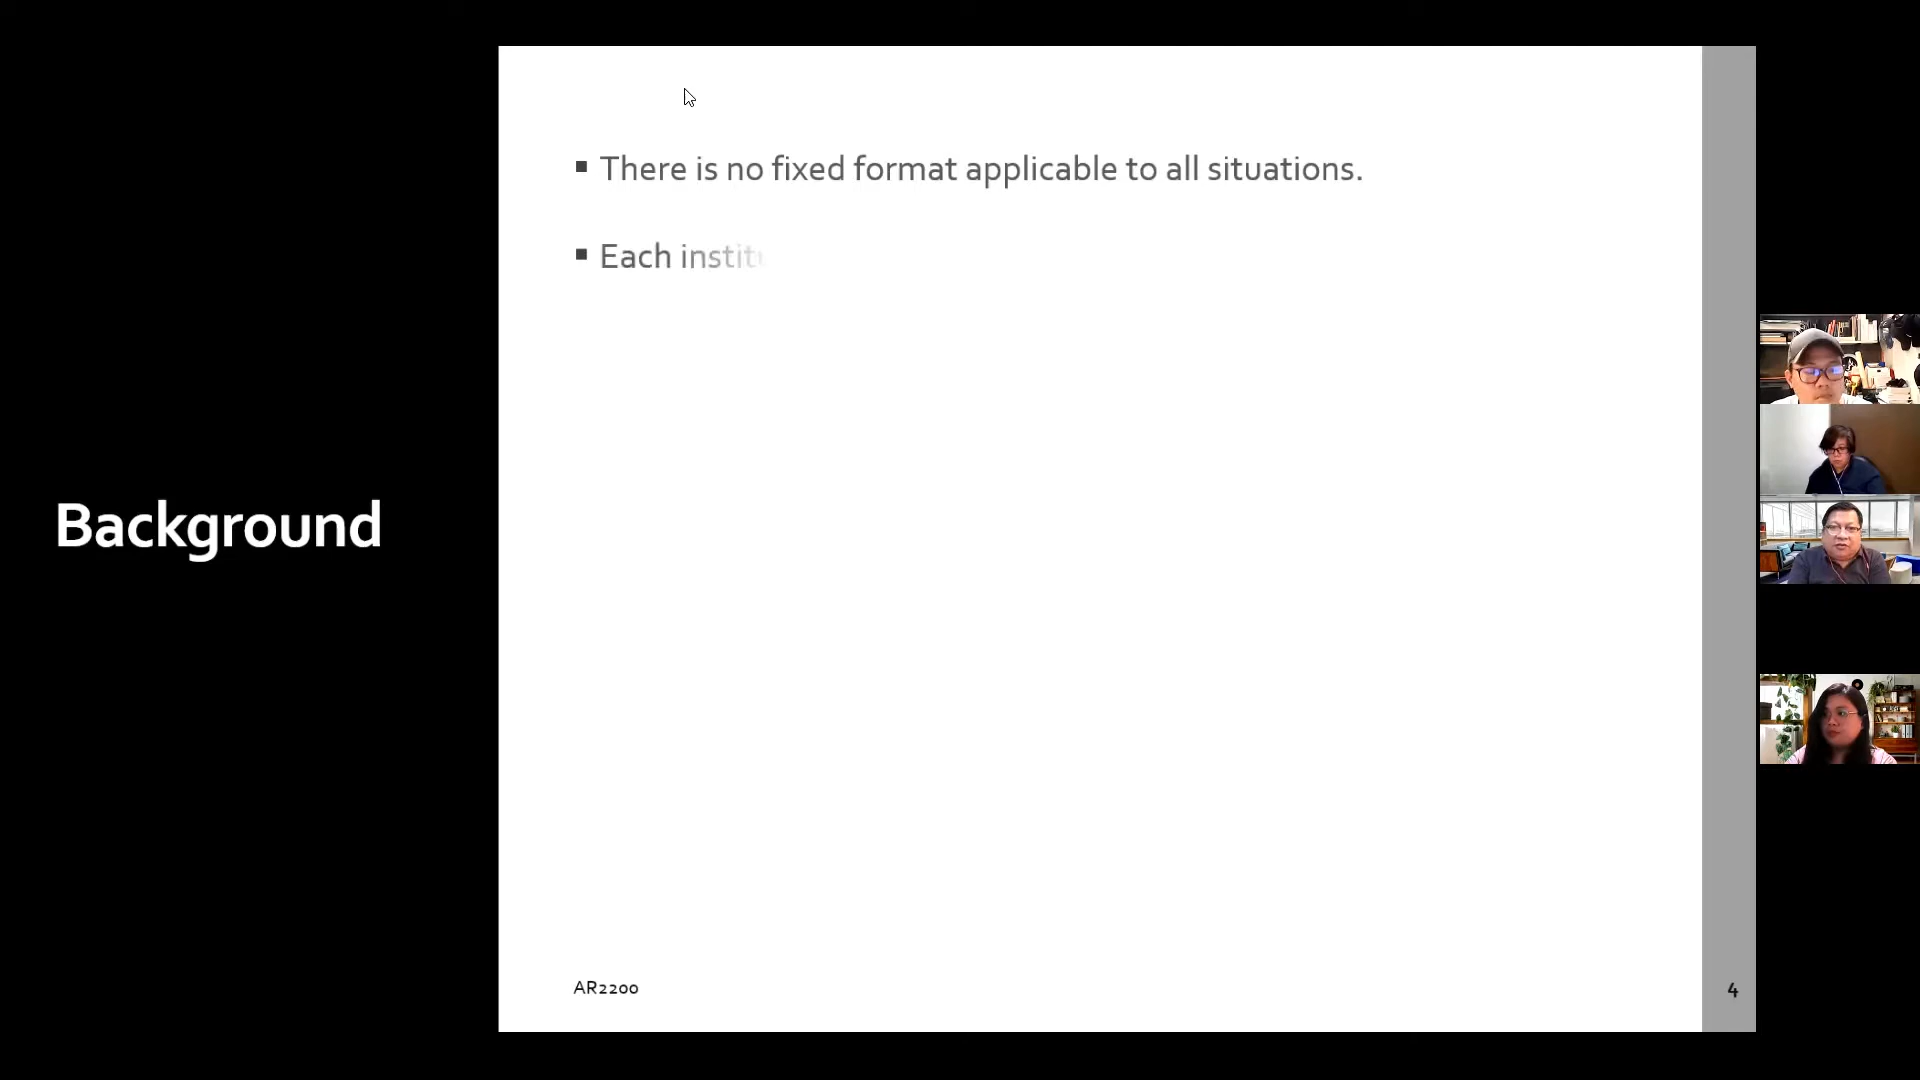 Background
▪ There is no fixed format applicable to all situations.
▪ Each
AR2200
4